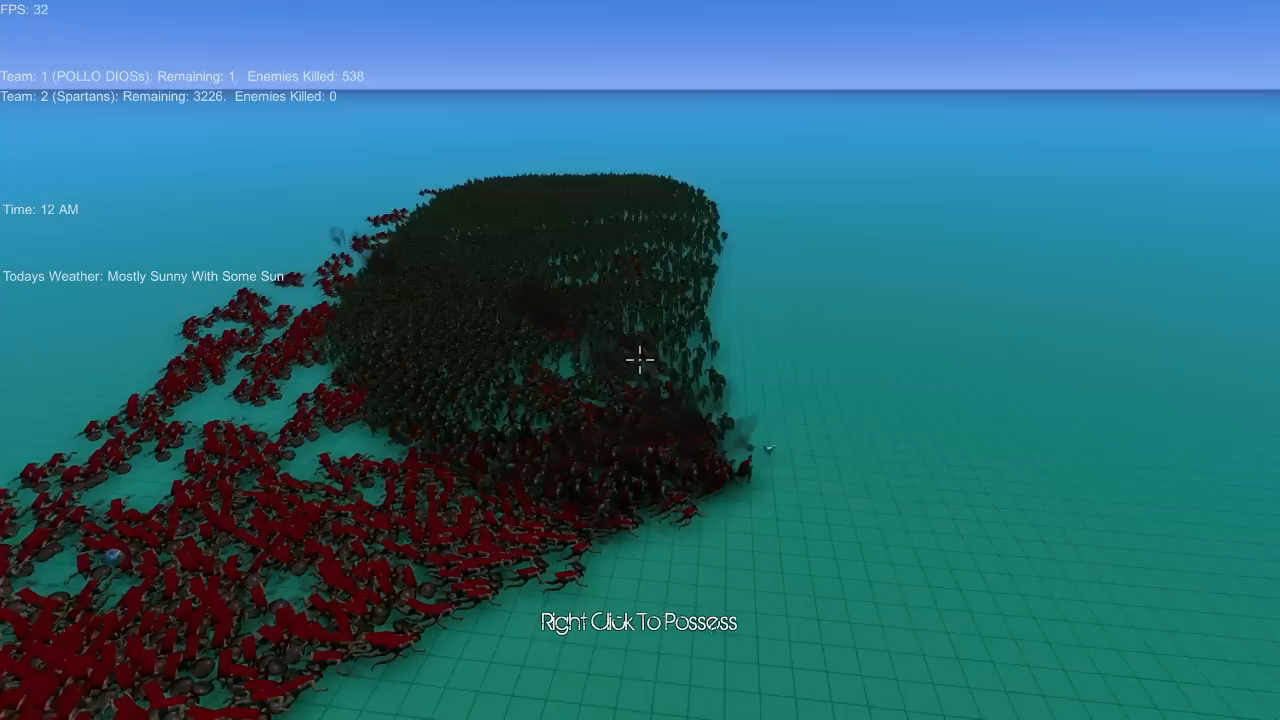 FPS: 32
Team: 1 (POLLO DIOSs): Remaining: 1.  Enemies Killed: 538
Team: 2 (Spartans): Remaining: 3226.  Enemies Killed: 0
Time: 12 AM
Todays Weather: Mostly Sunny With Some Sun
Right Click To Possess